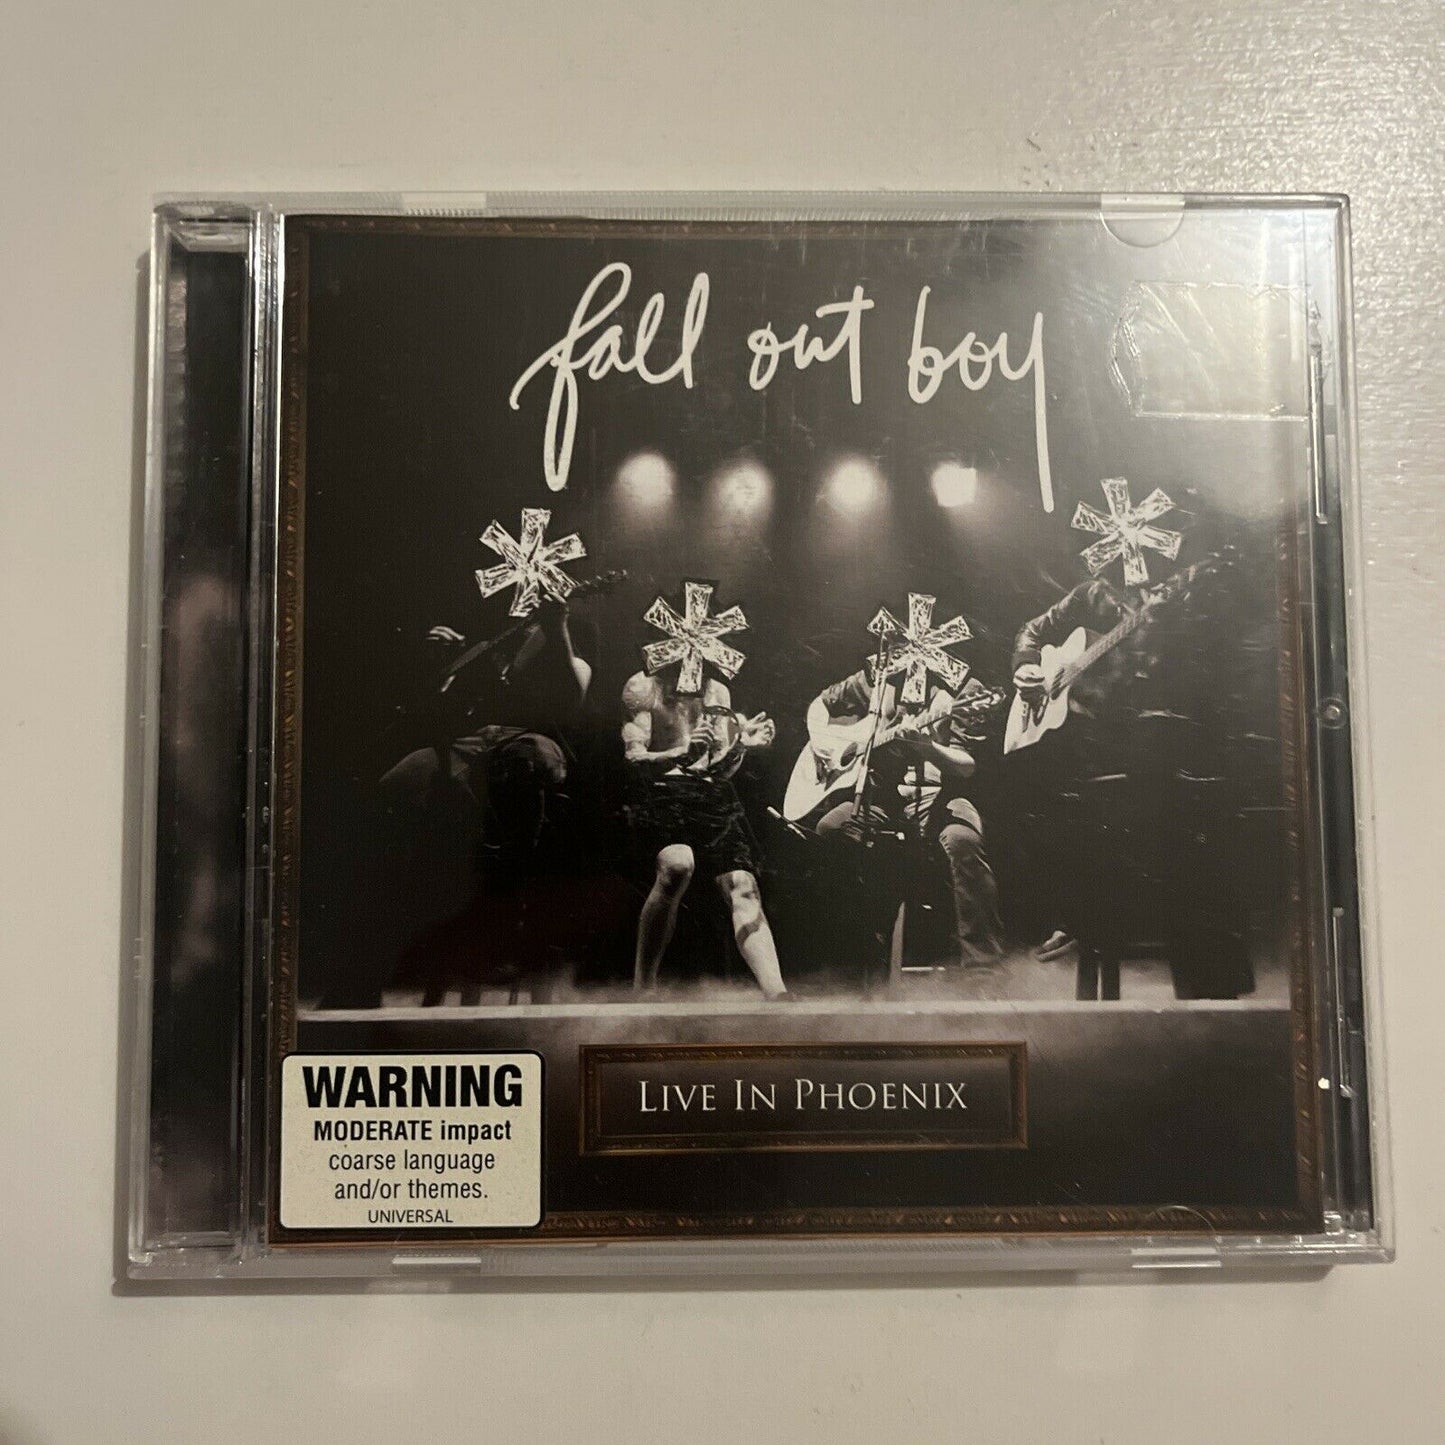 fall out boy
LIVE IN PHOENIX
WARNING
MODERATE impact
coarse language
and/or themes.
UNIVERSAL